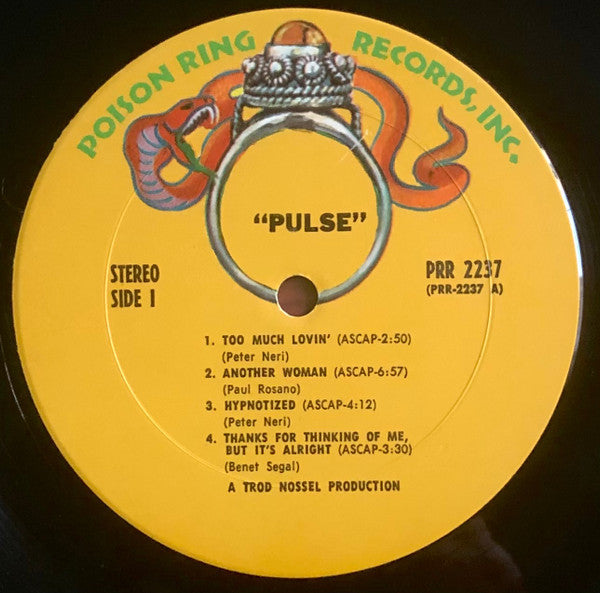 POISON RING RECORDS, INC.
"PULSE"
STEREO
SIDE 1
PRR 2237
(PRR-2237 A)
1. TOO MUCH LOVIN' (ASCAP-2:50)
(Peter Neri)
2. ANOTHER WOMAN (ASCAP-6:57)
(Paul Rosano)
3. HYPNOTIZED (ASCAP-4:12)
(Peter Neri)
4. THANKS FOR THINKING OF ME,
BUT IT'S ALRIGHT (ASCAP-3:30)
(Benet Segal)
A TROD NOSSEL PRODUCTION